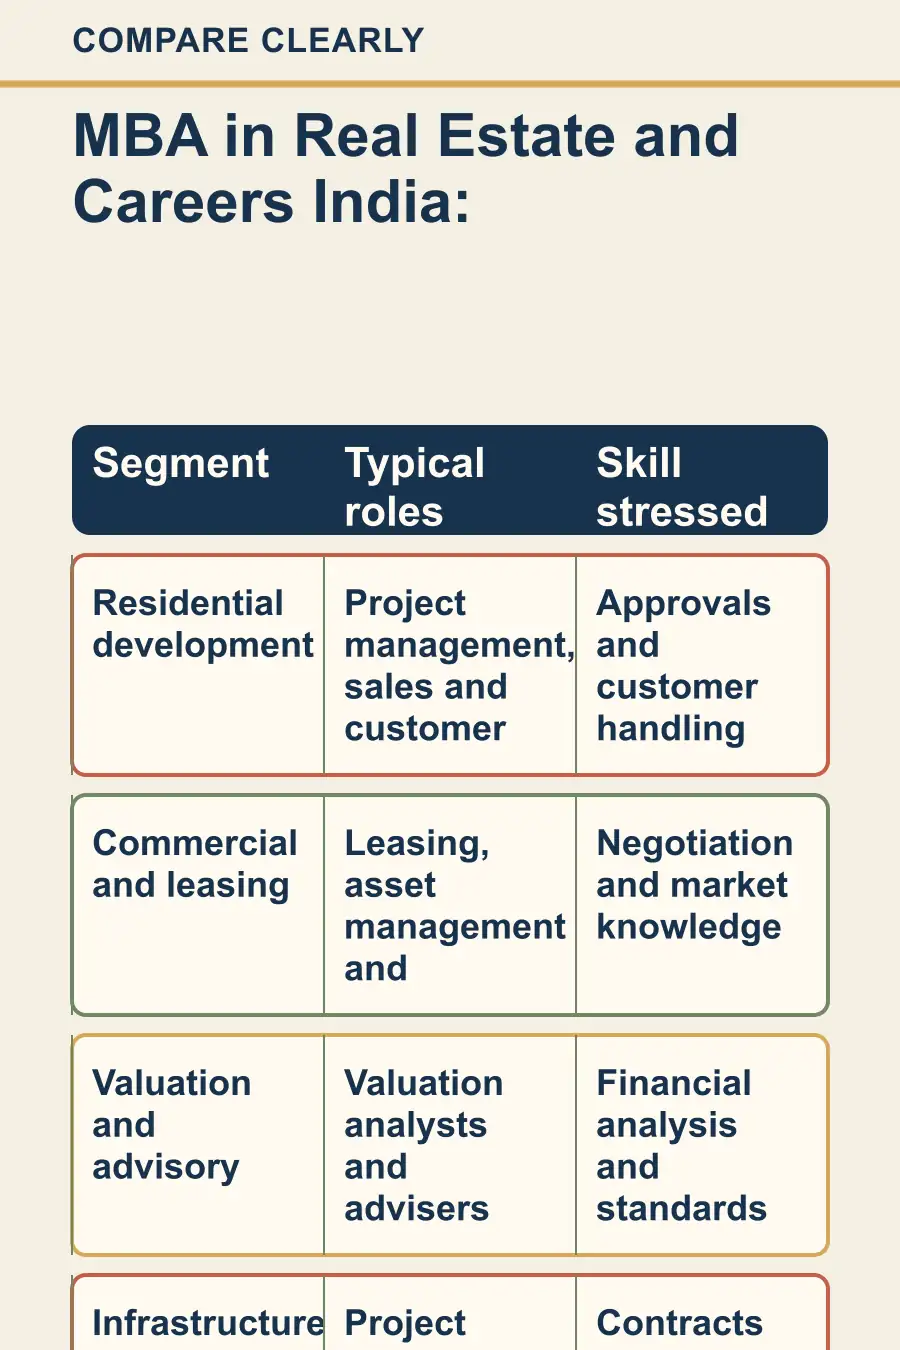 COMPARE CLEARLY
MBA in Real Estate and
Careers India:
Segment
Typical
roles
Skill
stressed
Residential
development
Project
management,
sales and
customer
Approvals
and
customer
handling
Commercial
and leasing
Leasing,
asset
management
and
Negotiation
and market
knowledge
Valuation
and
advisory
Valuation
analysts
and
advisers
Financial
analysis
and
standards
Infrastructure
Project
Contracts